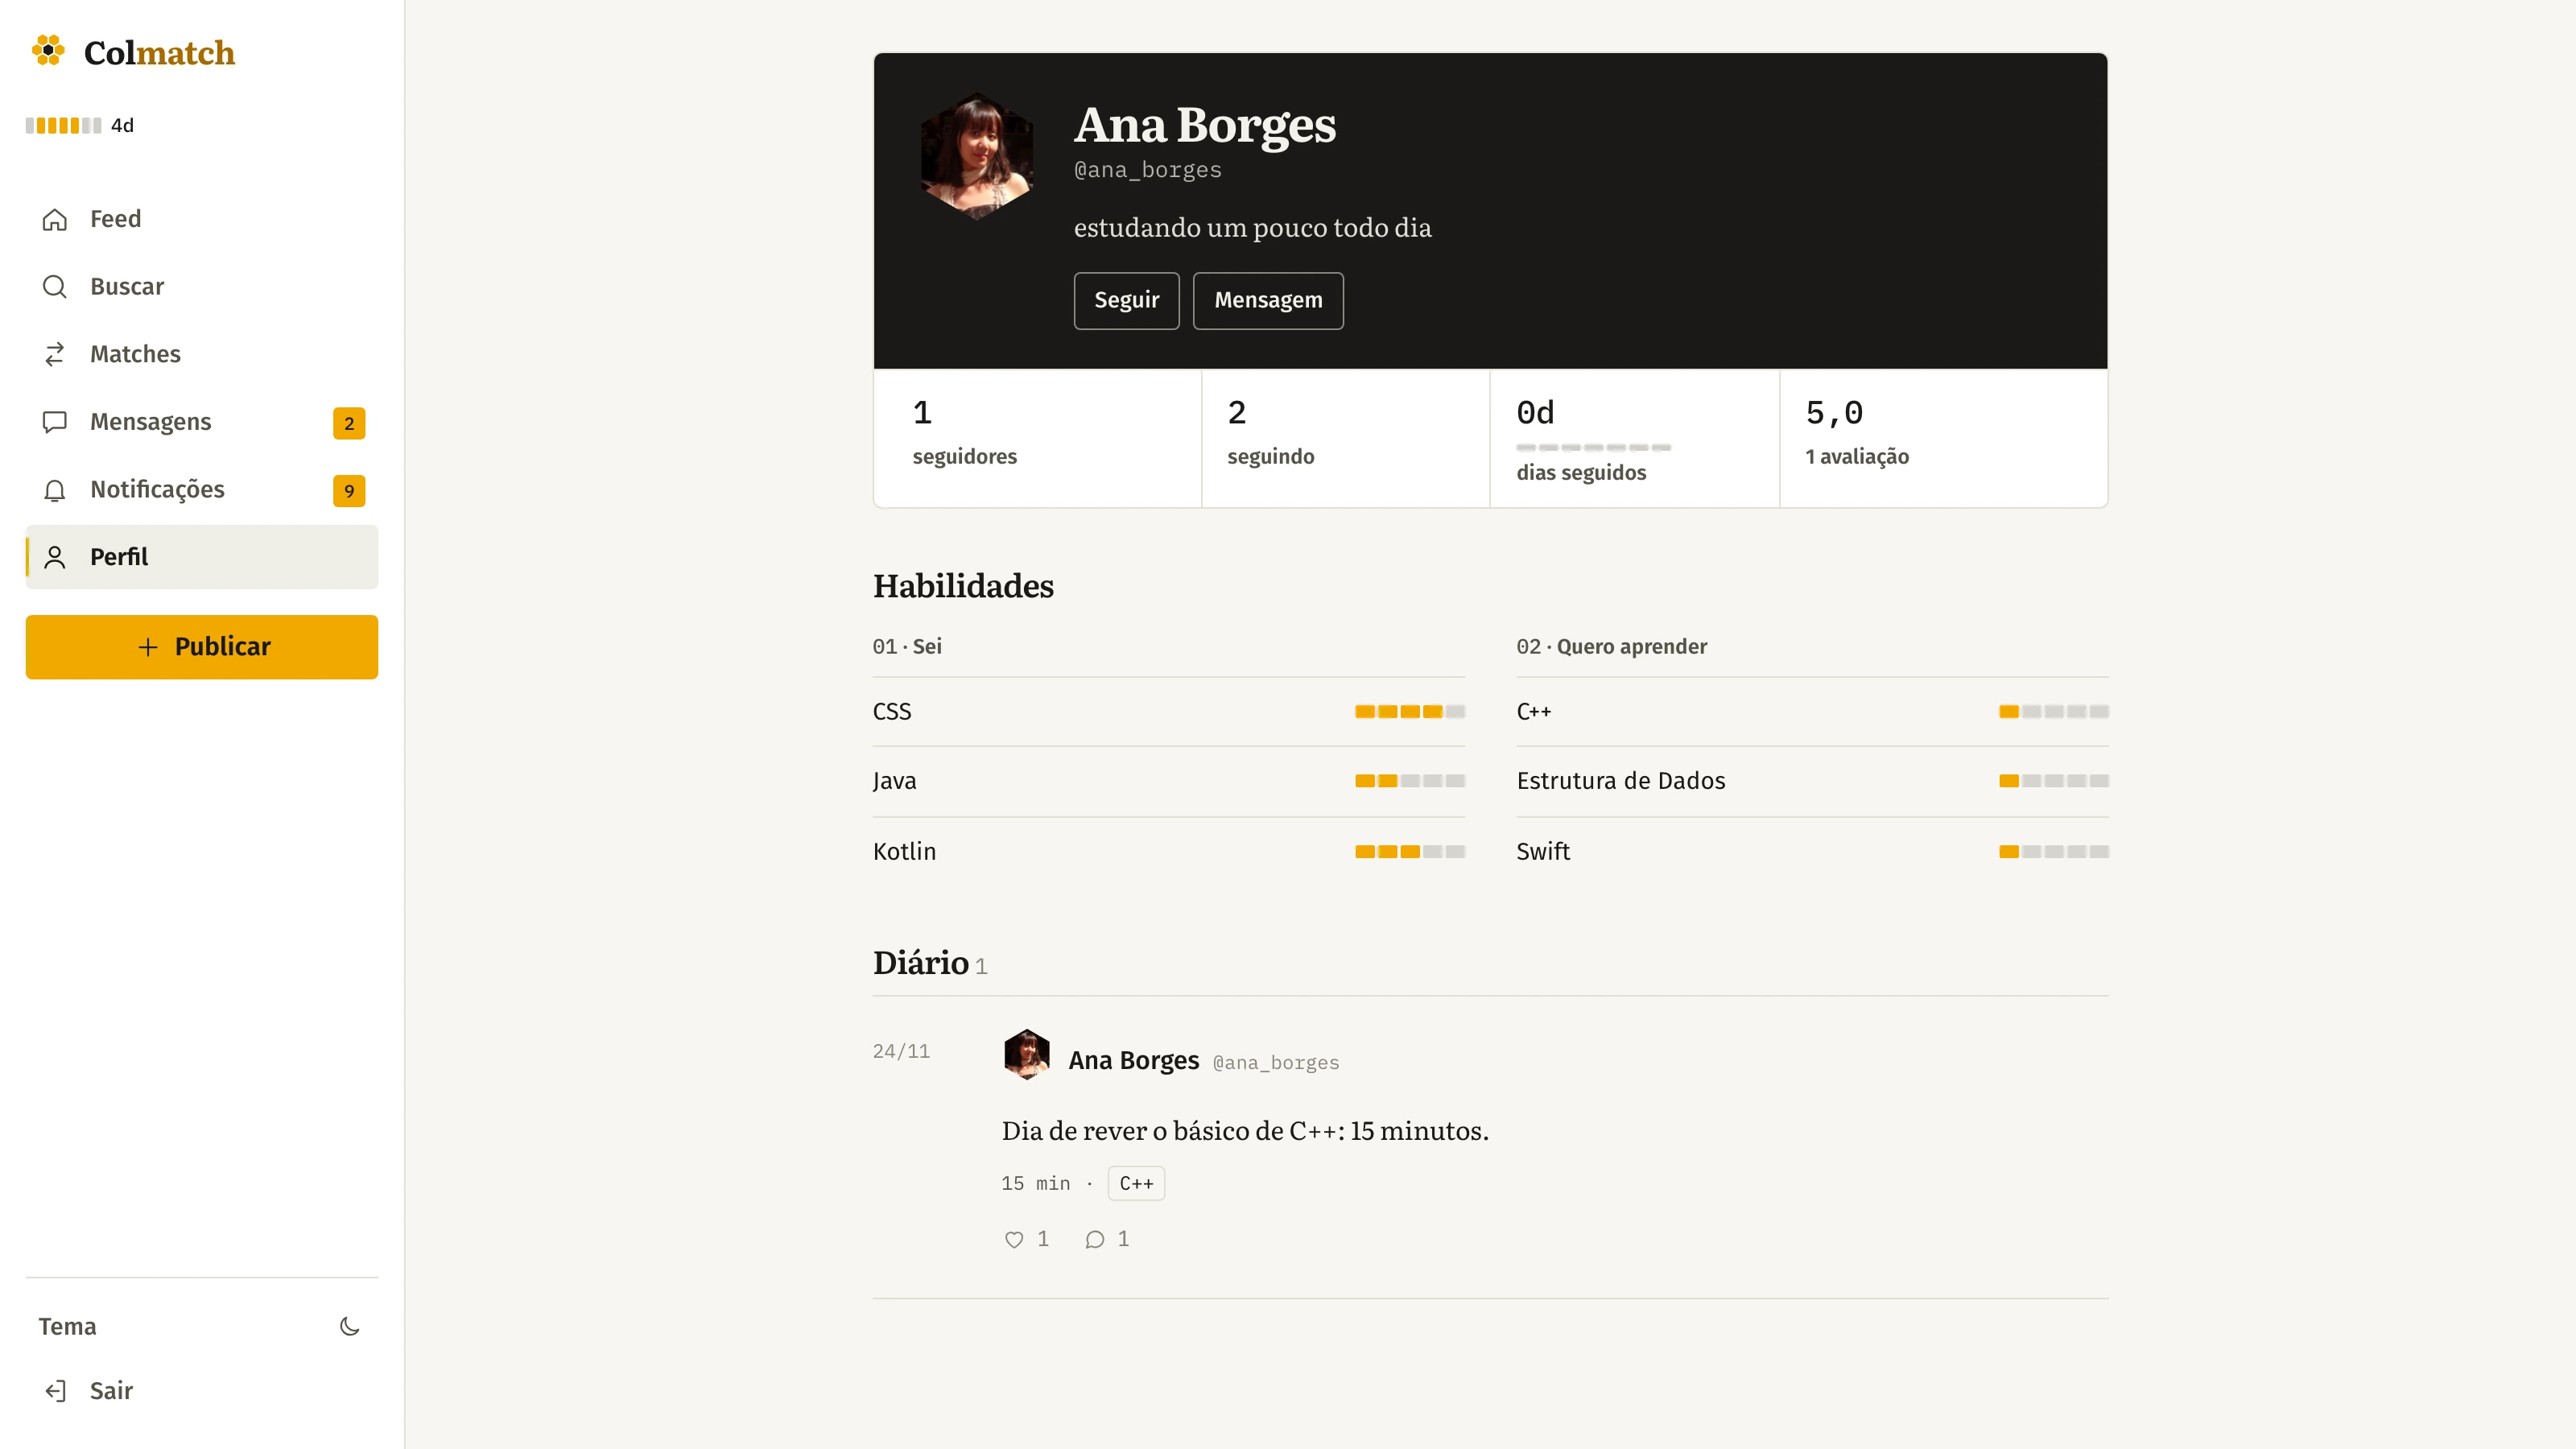 Colmatch
4d
Feed
Buscar
Matches
Mensagens 2
Notificações 9
Perfil
Publicar
Tema
Sair
Ana Borges
@ana_borges
estudando um pouco todo dia
Seguir Mensagem
1
seguidores
2
seguindo
0d
dias seguidos
5,0
1 avaliação
Habilidades
01 · Sei
CSS
Java
Kotlin
02 · Quero aprender
C++
Estrutura de Dados
Swift
Diário 1
24/11
Ana Borges @ana_borges
Dia de rever o básico de C++: 15 minutos.
15 min · C++
1 1